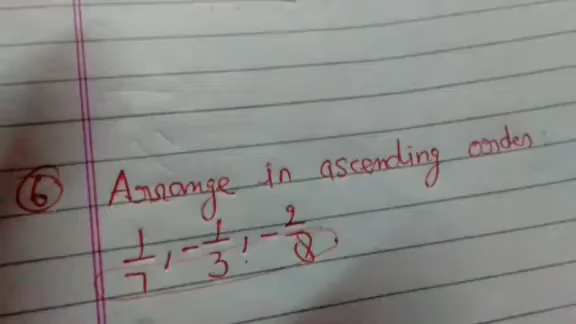 ⑥ Arrange in ascending order.
1/7, -1/3, -2/8.